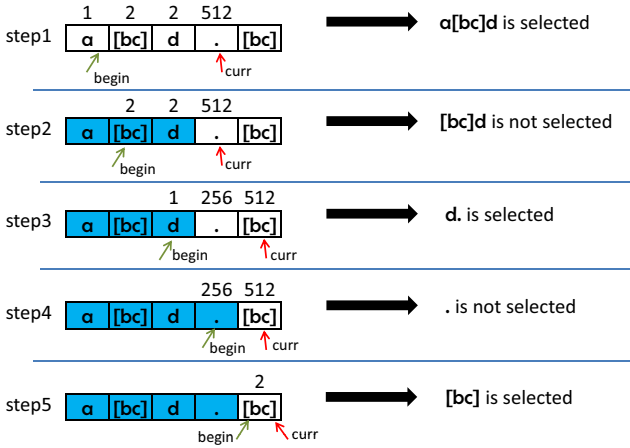 1 2 2 512
step1 a [bc] d . [bc] a[bc]d is selected
begin curr
2 2 512
step2 a [bc] d . [bc] [bc]d is not selected
begin curr
1 256 512
step3 a [bc] d . [bc] d. is selected
begin curr
256 512
step4 a [bc] d . [bc] . is not selected
begin curr
2
step5 a [bc] d . [bc] [bc] is selected
begin curr